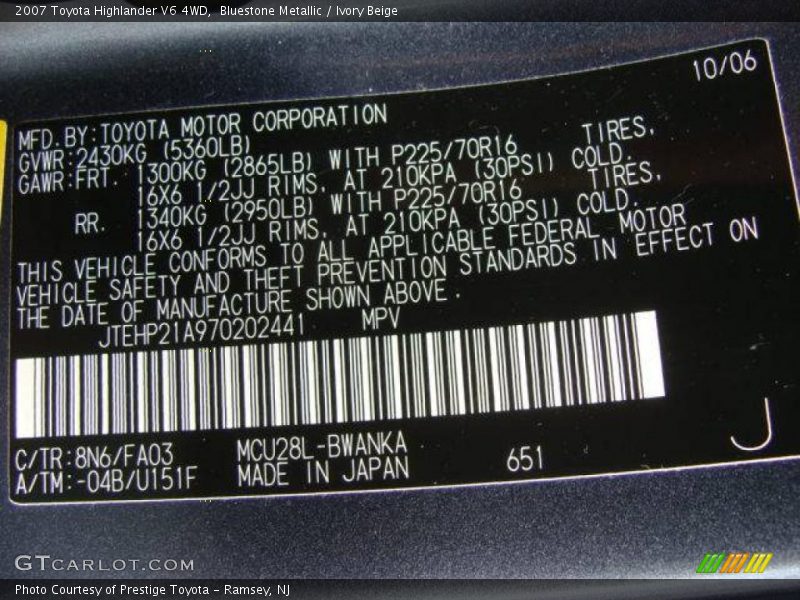 2007 Toyota Highlander V6 4WD, Bluestone Metallic / Ivory Beige
10/06
MFD. BY: TOYOTA MOTOR CORPORATION
GVWR: 2430KG (5360LB)
GAWR: FRT. 1300KG (2865LB) WITH P225/70R16 TIRES,
16X6 1/2JJ RIMS, AT 210KPA (30PSI) COLD.
RR. 1340KG (2950LB) WITH P225/70R16 TIRES,
16X6 1/2JJ RIMS, AT 210KPA (30PSI) COLD.
THIS VEHICLE CONFORMS TO ALL APPLICABLE FEDERAL MOTOR
VEHICLE SAFETY AND THEFT PREVENTION STANDARDS IN EFFECT ON
THE DATE OF MANUFACTURE SHOWN ABOVE.
JTEHP21A970202441 MPV
C/TR: 8N6/FA03 MCU28L-BWANKA 651 J
A/TM: -04B/U151F MADE IN JAPAN
GTCARLOT.COM
Photo Courtesy of Prestige Toyota - Ramsey, NJ